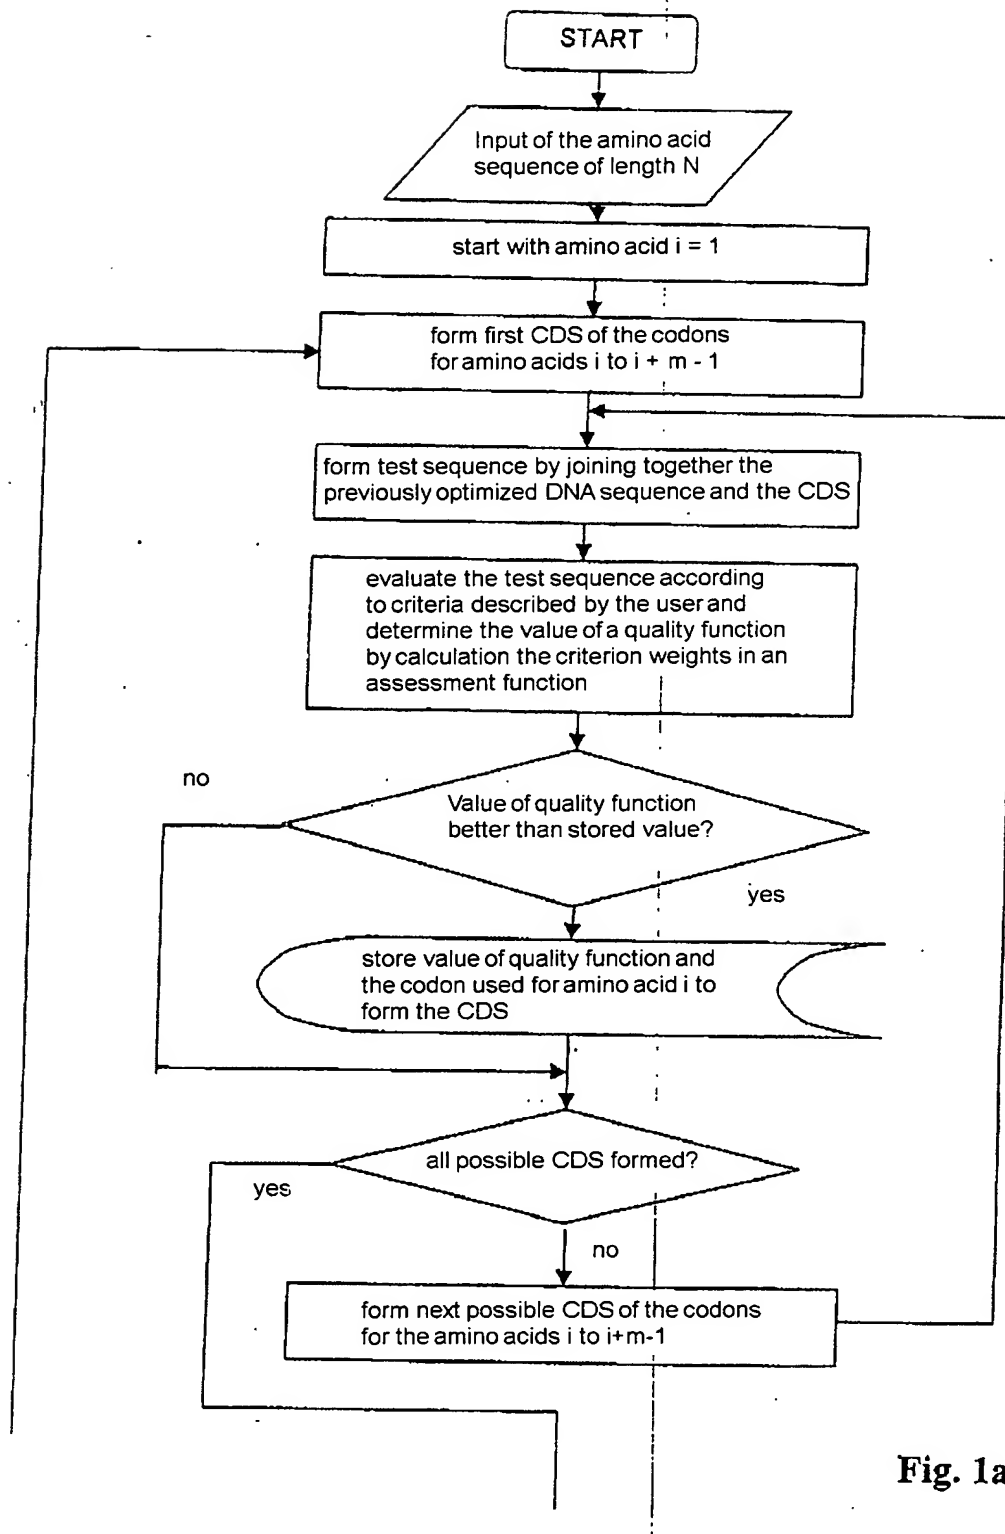 START
Input of the amino acid
sequence of length N
start with amino acid i = 1
form first CDS of the codons
for amino acids i to i + m - 1
form test sequence by joining together the
previously optimized DNA sequence and the CDS
evaluate the test sequence according
to criteria described by the user and
determine the value of a quality function
by calculation the criterion weights in an
assessment function
no
Value of quality function
better than stored value?
yes
store value of quality function and
the codon used for amino acid i to
form the CDS
all possible CDS formed?
yes
no
form next possible CDS of the codons
for the amino acids i to i+m-1
Fig. 1a